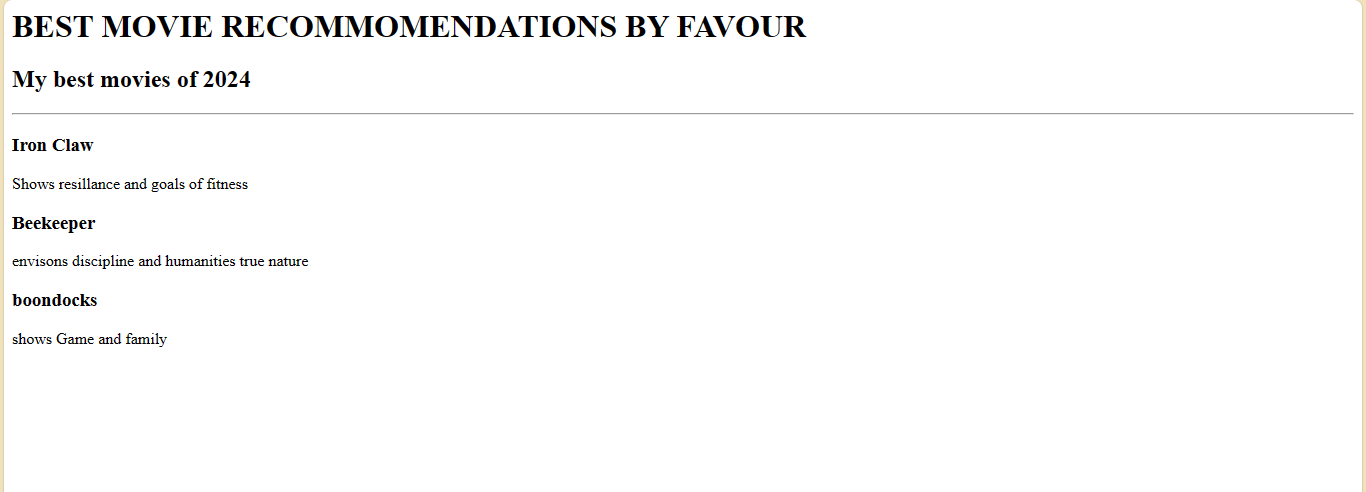 BEST MOVIE RECOMMOMENDATIONS BY FAVOUR
My best movies of 2024
Iron Claw
Shows resillance and goals of fitness
Beekeeper
envisons discipline and humanities true nature
boondocks
shows Game and family